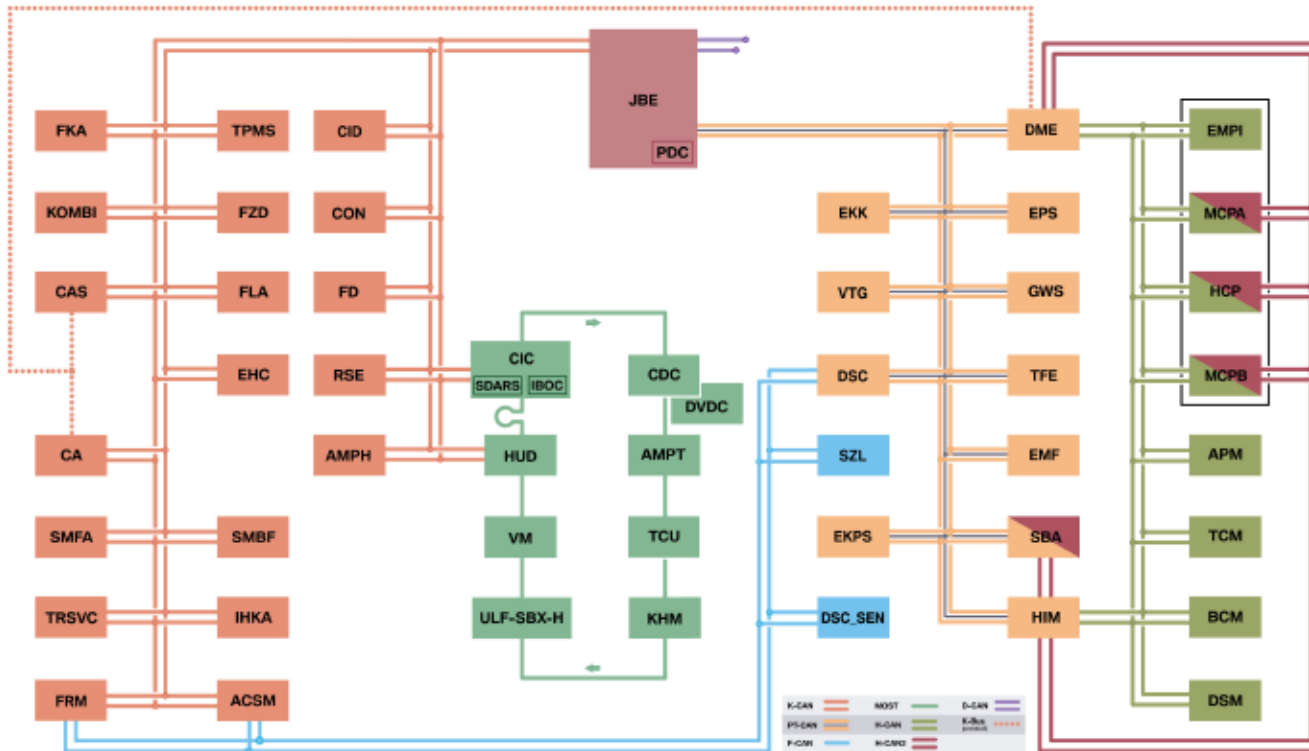 JBE
PDC
FKA
TPMS
CID
DME
EMPI
KOMBI
FZD
CON
EKK
EPS
MCPA
CAS
FLA
FD
VTG
GWS
HCP
EHC
RSE
CIC
SDARS
IBOC
CDC
DVDC
DSC
TFE
MCPB
CA
AMPH
HUD
AMPT
SZL
EMF
APM
SMFA
SMBF
VM
TCU
EKPS
SBA
TCM
TRSVC
IHKA
ULF-SBX-H
KHM
DSC_SEN
HIM
BCM
FRM
ACSM
DSM
K-CAN
MOST
D-CAN
PT-CAN
H-CAN
K-Bus
F-CAN
H-CAN2